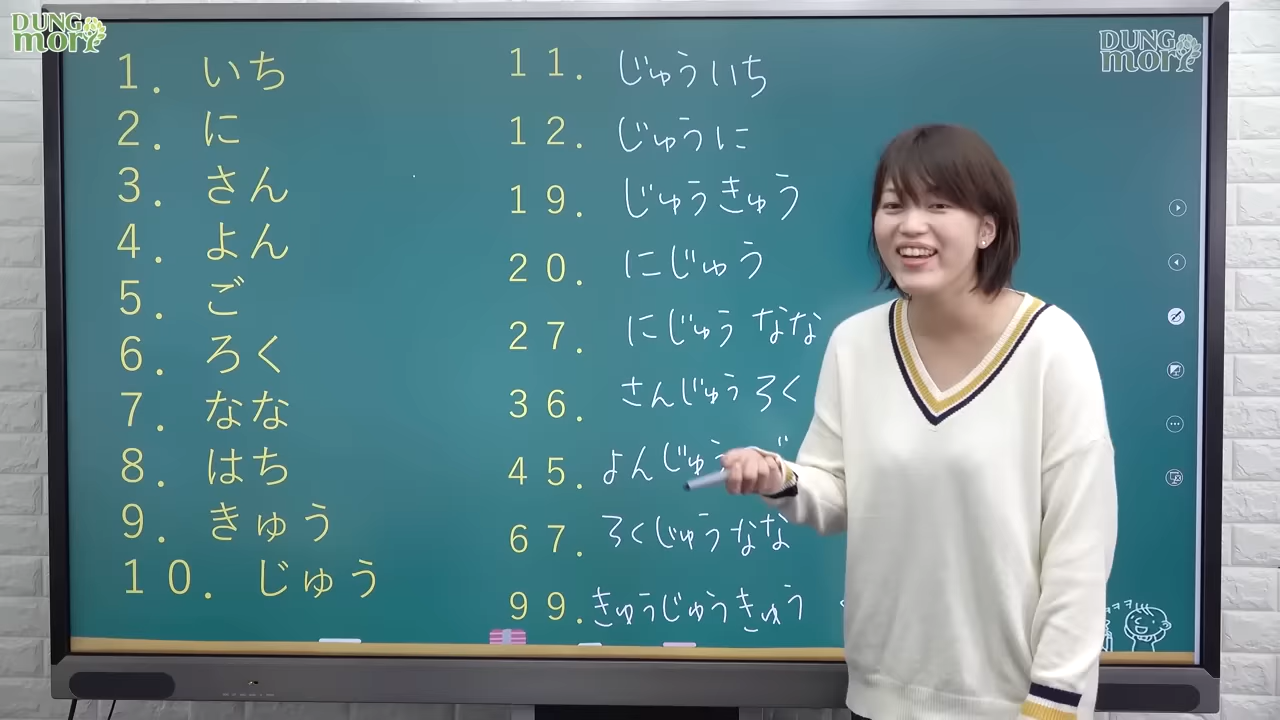 DUNG
mori
DUNG
mori
1. いち
2. に
3. さん
4. よん
5. ご
6. ろく
7. なな
8. はち
9. きゅう
10. じゅう
11. じゅういち
12. じゅうに
19. じゅうきゅう
20. にじゅう
27. にじゅうなな
36. さんじゅうろく
45. よんじゅ
67. ろくじゅうなな
99. きゅうじゅうきゅう